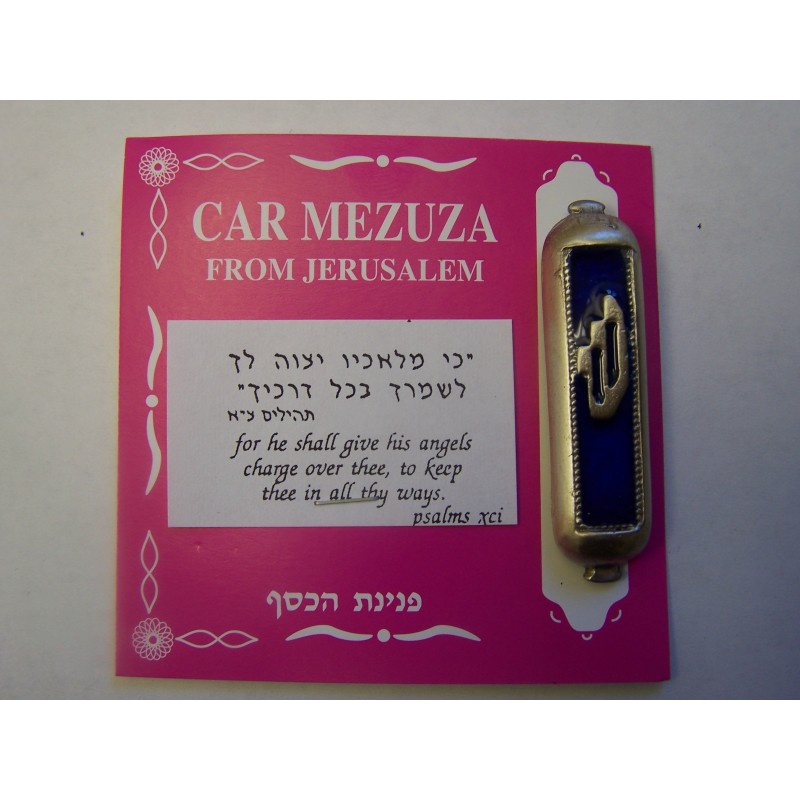 CAR MEZUZA
FROM JERUSALEM
"כי מלאכיו יצוה לך
לשמרך בכל דרכיך"
תהילים צ״א
for he shall give his angels
charge over thee, to keep
thee in all thy ways.
psalms xci
פנינת הכסף
ש